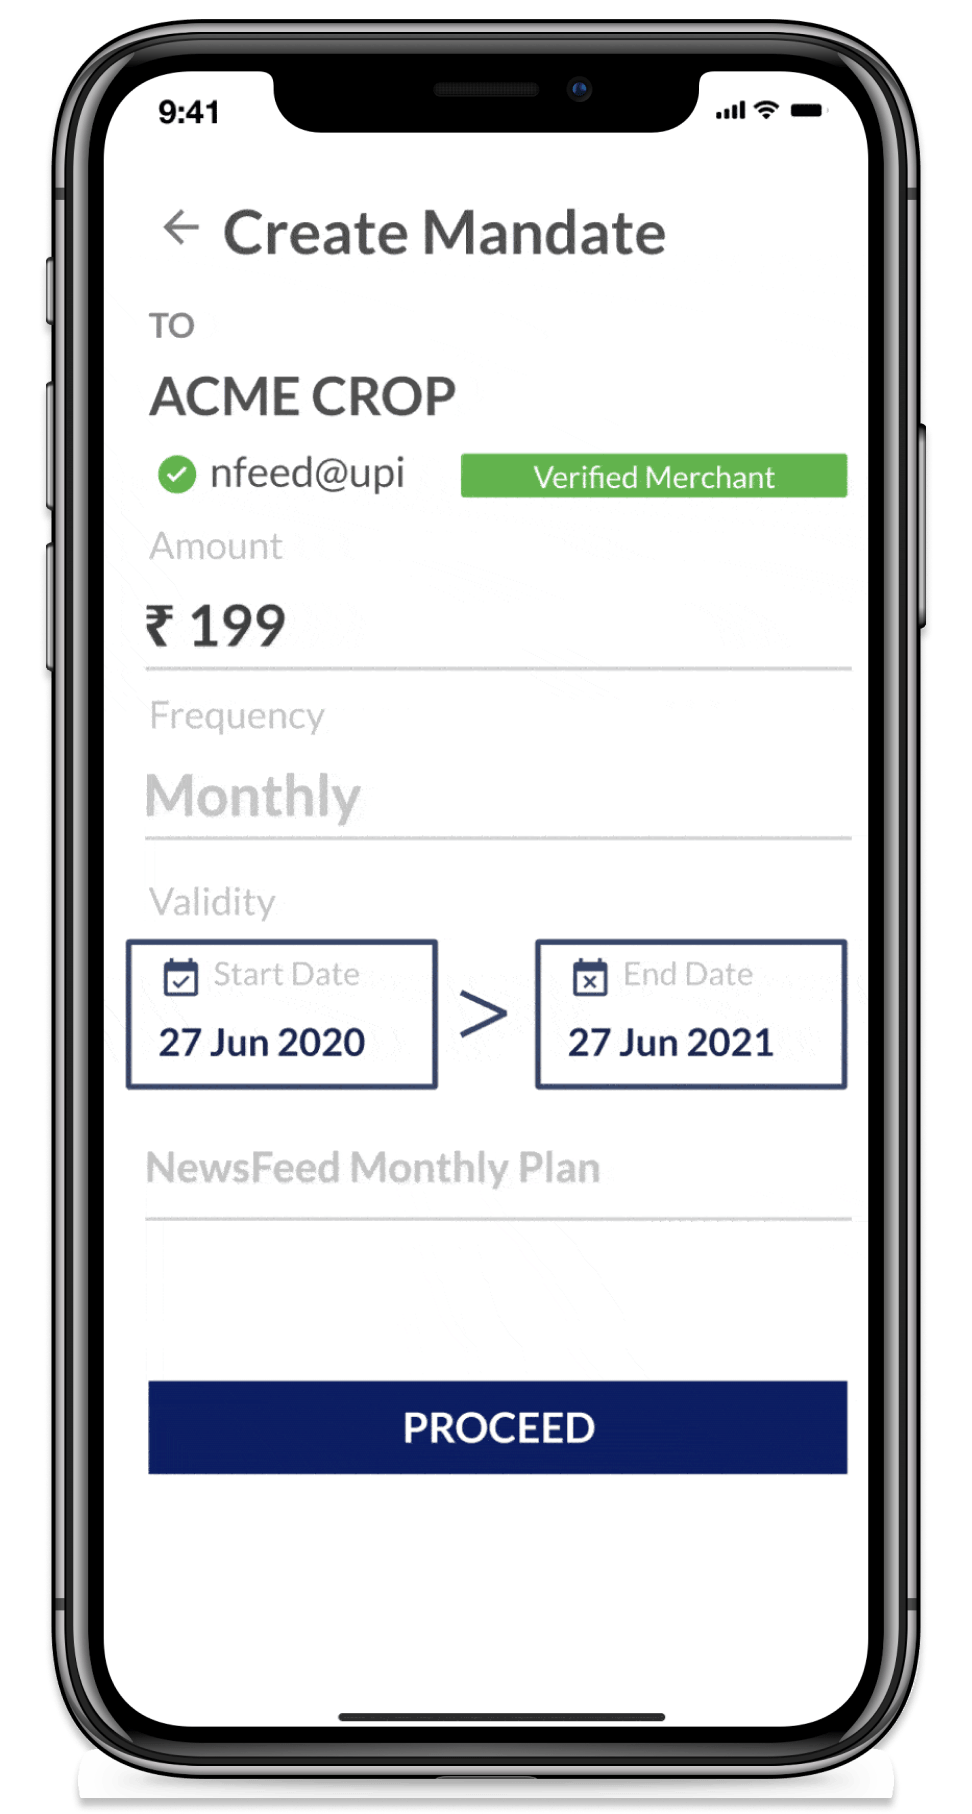 9:41
Create Mandate
TO
ACME CROP
nfeed@upi Verified Merchant
Amount
₹ 199
Frequency
Monthly
Validity
Start Date > End Date
27 Jun 2020 27 Jun 2021
NewsFeed Monthly Plan
PROCEED